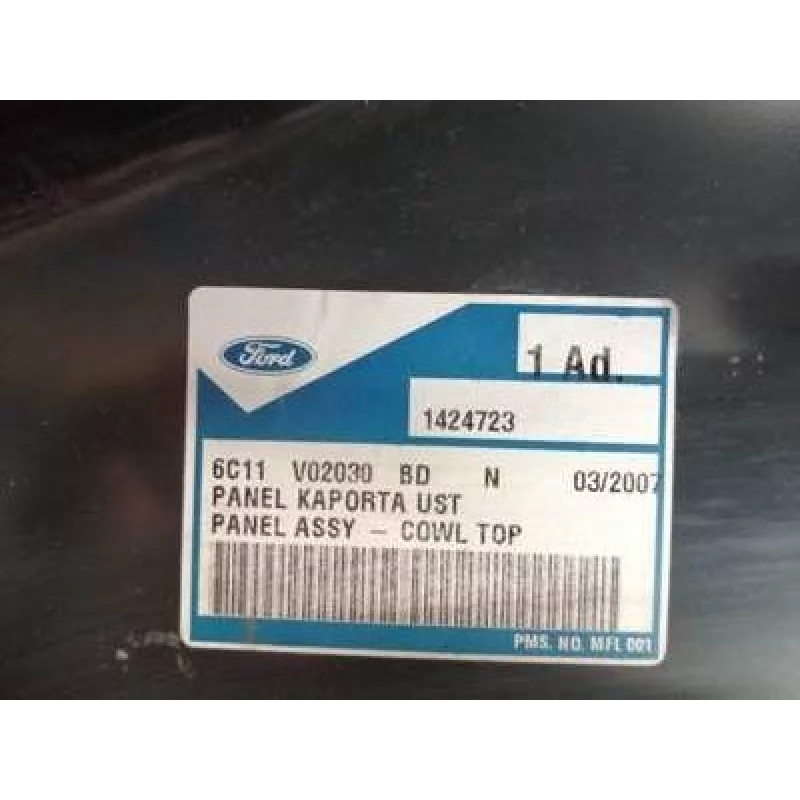 Ford
1 Ad.
1424723
6C11 V02030 BD N 03/2007
PANEL KAPORTA UST
PANEL ASSY - COWL TOP
PMS. NO. MFL 001